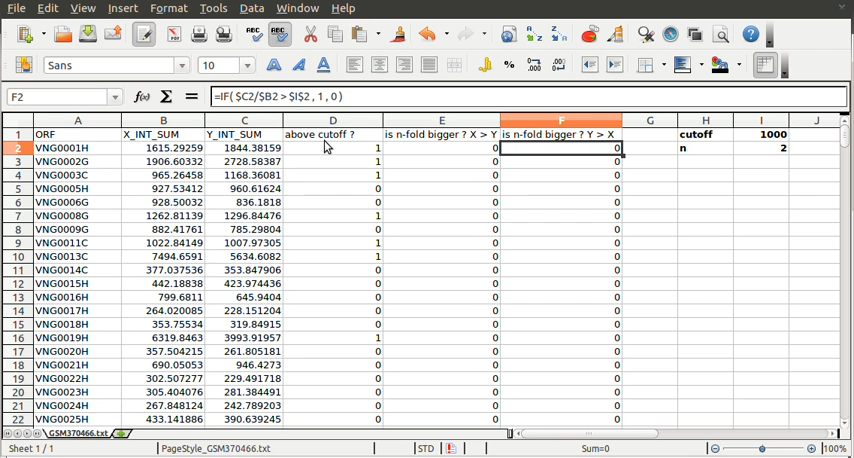 File Edit View Insert Format Tools Data Window Help
PDF ABC ABC A Z Z A ?
Sans 10 A A A % 0.000 0.00
F2 f(x) Σ = =IF($C2/$B2>$I$2,1,0)
A B C D E F G H I J
1 ORF X_INT_SUM Y_INT_SUM above cutoff ? is n-fold bigger ? X > Y is n-fold bigger ? Y > X cutoff 1000
2 VNG0001H 1615.29259 1844.38159 1 0 0 n 2
3 VNG0002G 1906.60332 2728.58387 1 0 0
4 VNG0003C 965.26458 1168.36081 1 0 0
5 VNG0005H 927.53412 960.61624 0 0 0
6 VNG0006G 928.50032 836.1818 0 0 0
7 VNG0008G 1262.81139 1296.84476 1 0 0
8 VNG0009G 882.41761 785.29804 0 0 0
9 VNG0011C 1022.84149 1007.97305 1 0 0
10 VNG0013C 7494.6591 5634.6082 1 0 0
11 VNG0014C 377.037536 353.847906 0 0 0
12 VNG0015H 442.18838 423.974436 0 0 0
13 VNG0016H 799.6811 645.9404 0 0 0
14 VNG0017H 264.020085 228.151204 0 0 0
15 VNG0018H 353.75534 319.84915 0 0 0
16 VNG0019H 6319.8463 3993.91957 1 0 0
17 VNG0020H 357.504215 261.805181 0 0 0
18 VNG0021H 690.05053 946.4273 0 0 0
19 VNG0022H 302.507277 229.491718 0 0 0
20 VNG0023H 305.404076 281.384491 0 0 0
21 VNG0024H 267.848124 242.789203 0 0 0
22 VNG0025H 433.141886 390.639245 0 0 0
GSM370466.txt
Sheet 1 / 1 PageStyle_GSM370466.txt STD Sum=0 100%